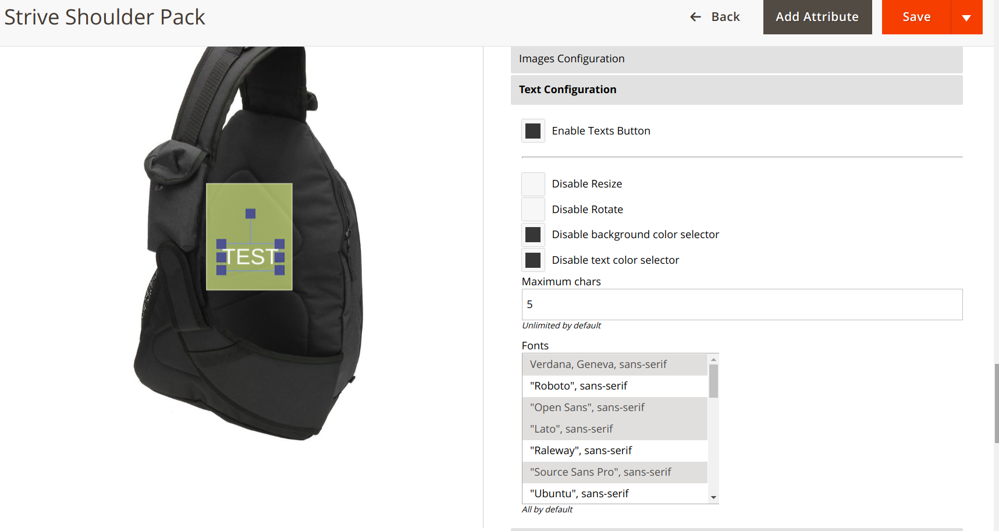 Strive Shoulder Pack
Back
Add Attribute
Save
TEST
Images Configuration
Text Configuration
Enable Texts Button
Disable Resize
Disable Rotate
Disable background color selector
Disable text color selector
Maximum chars
5
Unlimited by default
Fonts
Verdana, Geneva, sans-serif
"Roboto", sans-serif
"Open Sans", sans-serif
"Lato", sans-serif
"Raleway", sans-serif
"Source Sans Pro", sans-serif
"Ubuntu", sans-serif
All by default